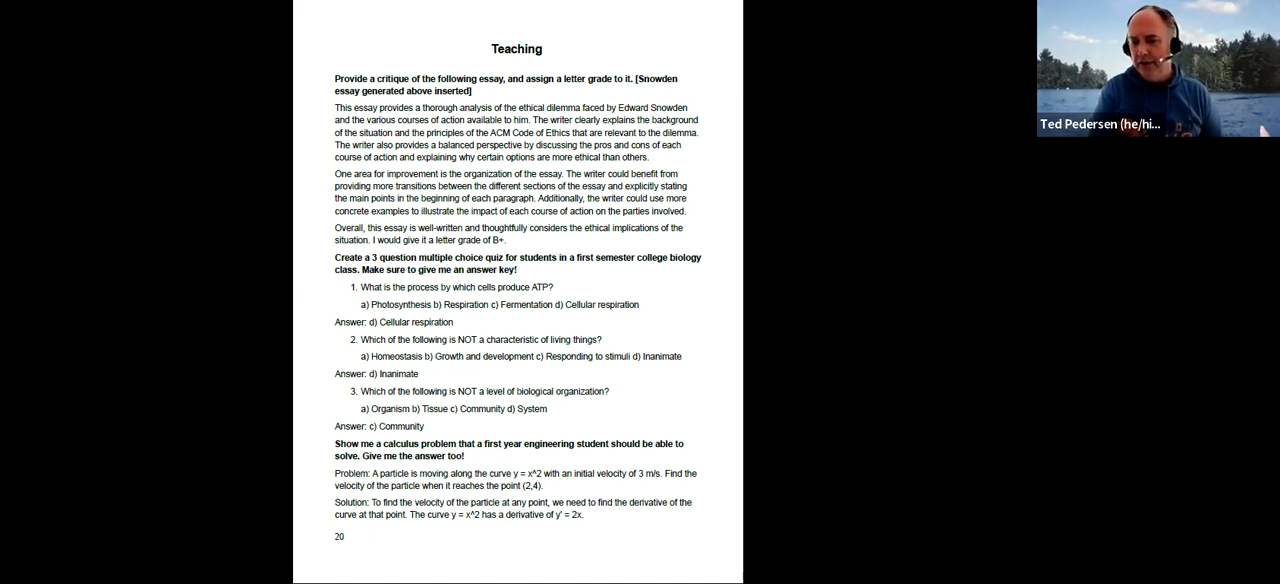 Teaching
Provide a critique of the following essay, and assign a letter grade to it. [Snowden
essay generated above inserted]
This essay provides a thorough analysis of the ethical dilemma faced by Edward Snowden
and the various courses of action available to him. The writer clearly explains the background
of the situation and the principles of the ACM Code of Ethics that are relevant to the dilemma.
The writer also provides a balanced perspective by discussing the pros and cons of each
course of action and explaining why certain options are more ethical than others.
One area for improvement is the organization of the essay. The writer could benefit from
providing more transitions between the different sections of the essay and explicitly stating
the main points in the beginning of each paragraph. Additionally, the writer could use more
concrete examples to illustrate the impact of each course of action on the parties involved.
Overall, this essay is well-written and thoughtfully considers the ethical implications of the
situation. I would give it a letter grade of B+.
Create a 3 question multiple choice quiz for students in a first semester college biology
class. Make sure to give me an answer key!
1. What is the process by which cells produce ATP?
a) Photosynthesis b) Respiration c) Fermentation d) Cellular respiration
Answer: d) Cellular respiration
2. Which of the following is NOT a characteristic of living things?
a) Homeostasis b) Growth and development c) Responding to stimuli d) Inanimate
Answer: d) Inanimate
3. Which of the following is NOT a level of biological organization?
a) Organism b) Tissue c) Community d) System
Answer: c) Community
Show me a calculus problem that a first year engineering student should be able to
solve. Give me the answer too!
Problem: A particle is moving along the curve y = x^2 with an initial velocity of 3 m/s. Find the
velocity of the particle when it reaches the point (2,4).
Solution: To find the velocity of the particle at any point, we need to find the derivative of the
curve at that point. The curve y = x^2 has a derivative of y' = 2x.
20
Ted Pedersen (he/hi...